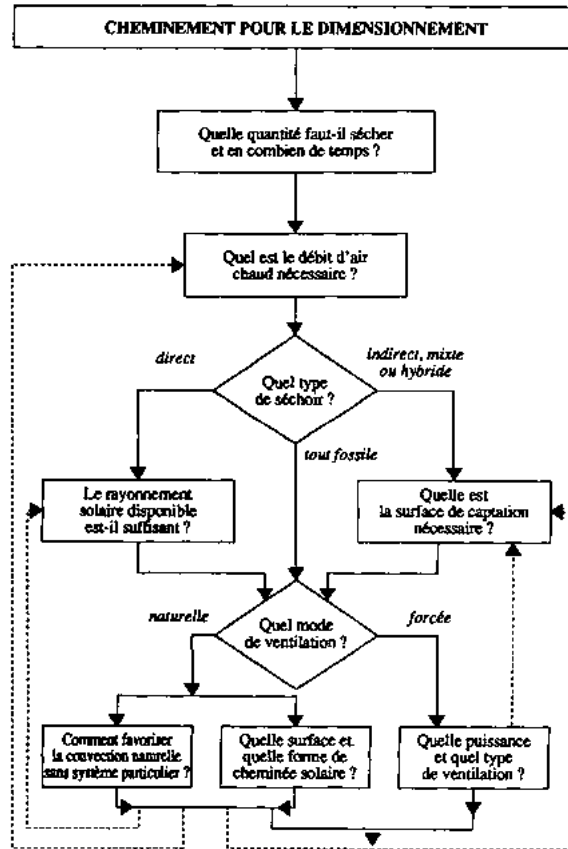 CHEMINEMENT POUR LE DIMENSIONNEMENT
Quelle quantité faut-il sécher
et en combien de temps ?
Quel est le débit d'air
chaud nécessaire ?
direct
indirect, mixte
ou hybride
Quel type
de séchoir ?
tout fossile
Le rayonnement
solaire disponible
est-il suffisant ?
Quelle est
la surface de captation
nécessaire ?
naturelle
forcée
Quel mode
de ventilation ?
Comment favoriser
la convection naturelle
sans système particulier ?
Quelle surface et
quelle forme de
cheminée solaire ?
Quelle puissance
et quel type
de ventilation ?